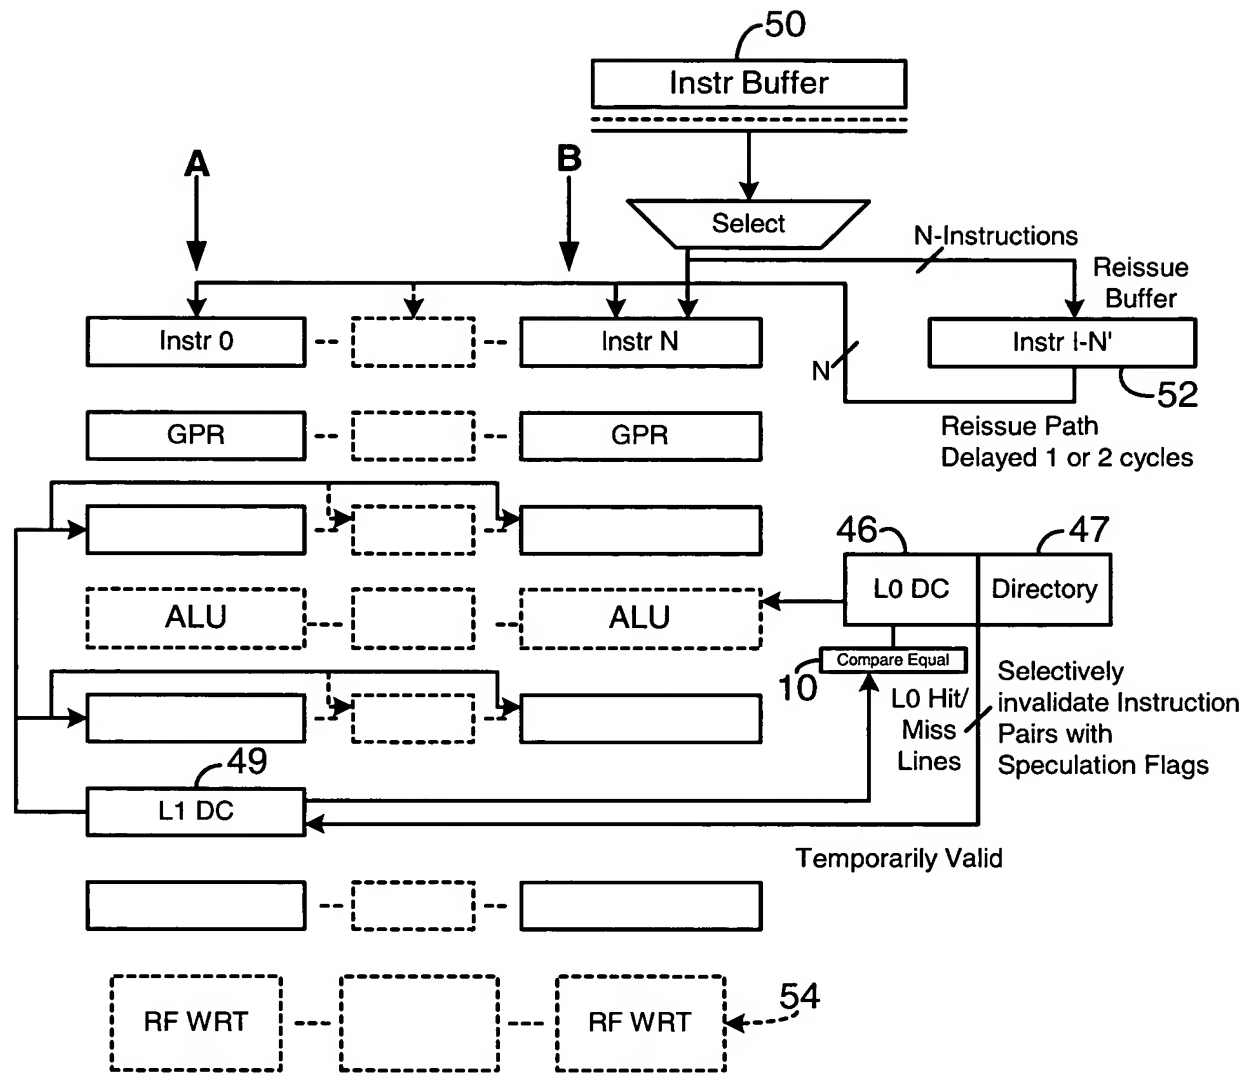 50
Instr Buffer
A
B
Select
N-Instructions
Reissue
Buffer
Instr 0
Instr N
Instr I-N'
N
52
GPR
GPR
Reissue Path
Delayed 1 or 2 cycles
46
47
L0 DC
Directory
ALU
ALU
Compare Equal
10
L0 Hit/
Miss
Lines
Selectively
invalidate Instruction
Pairs with
Speculation Flags
49
L1 DC
Temporarily Valid
RF WRT
RF WRT
54